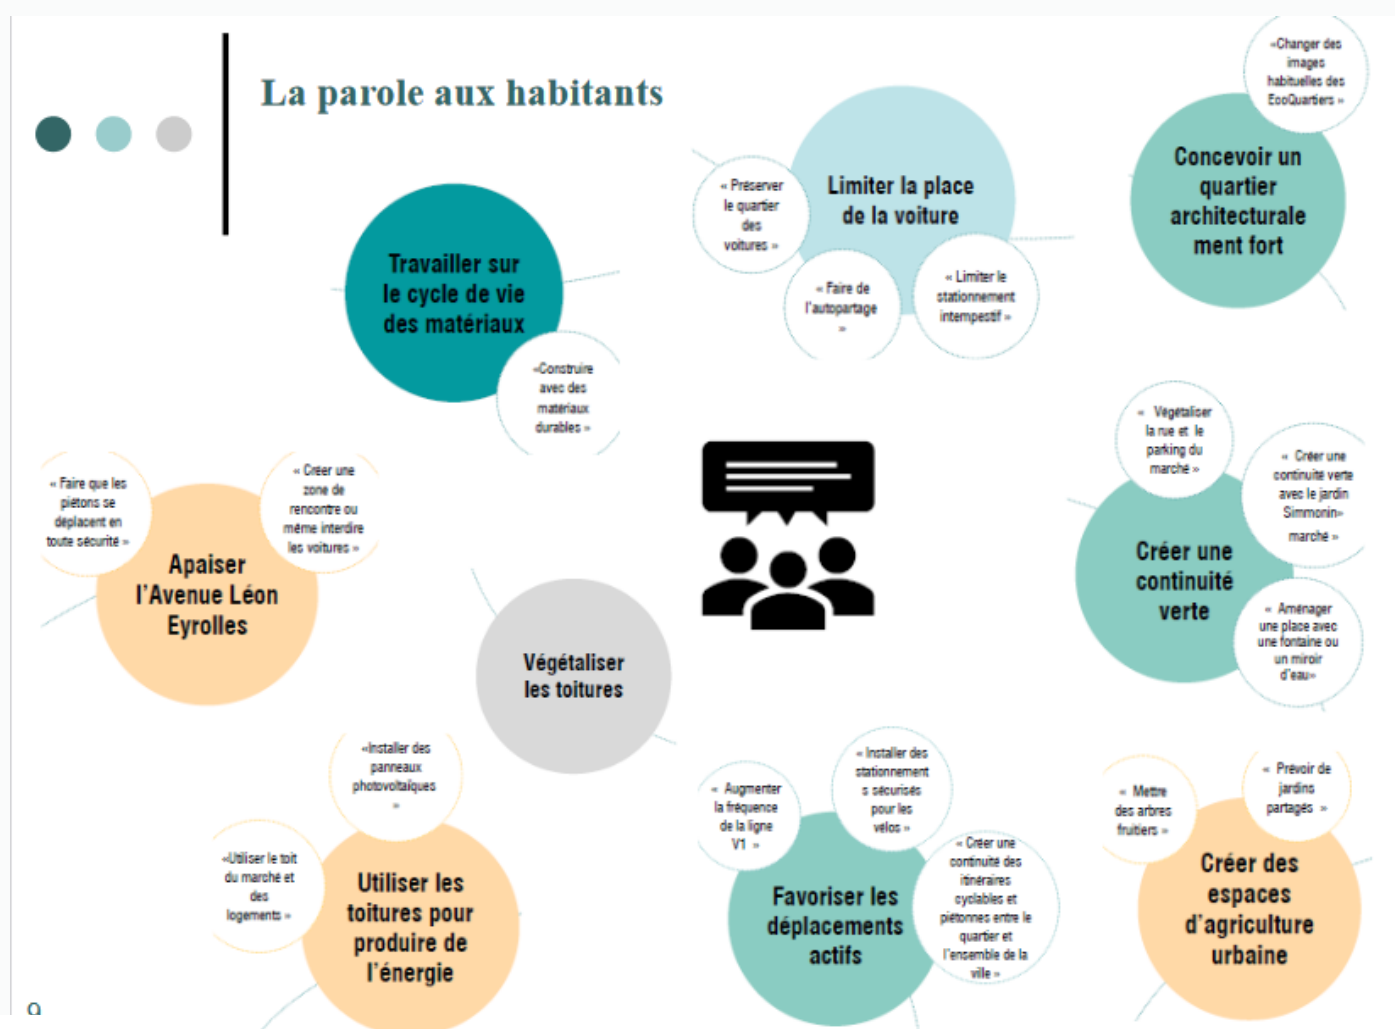 La parole aux habitants
«Changer des
images
habituelles des
EcoQuartiers »
Concevoir un
quartier
architecturale
ment fort
Limiter la place
de la voiture
« Préserver
le quartier
des
voitures »
« Faire de
l'autopartage
»
« Limiter le
stationnement
intempestif »
Travailler sur
le cycle de vie
des matériaux
«Construire
avec des
matériaux
durables »
« Faire que les
piétons se
déplacent en
toute sécurité »
« Créer une
zone de
rencontre ou
même interdire
les voitures »
Apaiser
l'Avenue Léon
Eyrolles
Végétaliser
les toitures
« Végétaliser
la rue et le
parking du
marché »
« Créer une
continuité verte
avec le jardin
Simmonin»
marché »
Créer une
continuité
verte
« Aménager
une place avec
une fontaine ou
un miroir
d'eau»
«Installer des
panneaux
photovoltaïques
»
«Utiliser le toit
du marché et
des
logements »
Utiliser les
toitures pour
produire de
l'énergie
« Augmenter
la fréquence
de la ligne
V1 »
« Installer des
stationnement
s sécurisés
pour les
vélos »
« Créer une
continuité des
itinéraires
cyclables et
piétonnes entre le
quartier et
l'ensemble de la
ville »
Favoriser les
déplacements
actifs
« Mettre
des arbres
fruitiers »
« Prévoir de
jardins
partagés »
Créer des
espaces
d'agriculture
urbaine
9